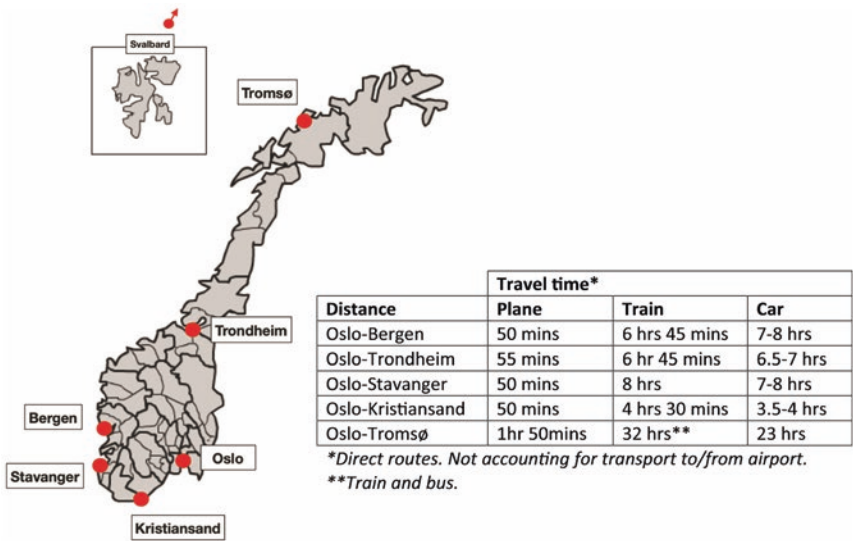 Svalbard
Tromsø
Trondheim
Bergen
Oslo
Stavanger
Kristiansand
Travel time*
Distance Plane Train Car
Oslo-Bergen 50 mins 6 hrs 45 mins 7-8 hrs
Oslo-Trondheim 55 mins 6 hr 45 mins 6.5-7 hrs
Oslo-Stavanger 50 mins 8 hrs 7-8 hrs
Oslo-Kristiansand 50 mins 4 hrs 30 mins 3.5-4 hrs
Oslo-Tromsø 1hr 50mins 32 hrs** 23 hrs
*Direct routes. Not accounting for transport to/from airport.
**Train and bus.